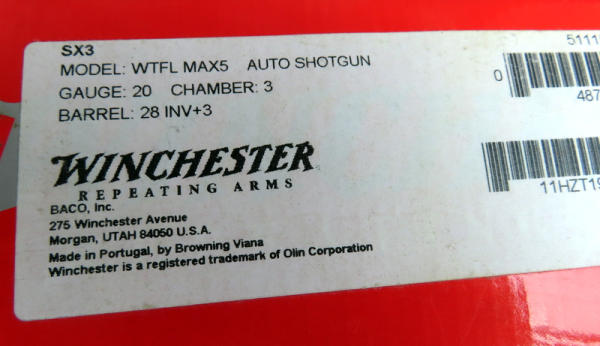 SX3
MODEL: WTFL MAX5 AUTO SHOTGUN
GAUGE: 20 CHAMBER: 3
BARREL: 28 INV+3
WINCHESTER
REPEATING ARMS
BACO, Inc.
275 Winchester Avenue
Morgan, UTAH 84050 U.S.A.
Made in Portugal, by Browning Viana
Winchester is a registered trademark of Olin Corporation
0
487